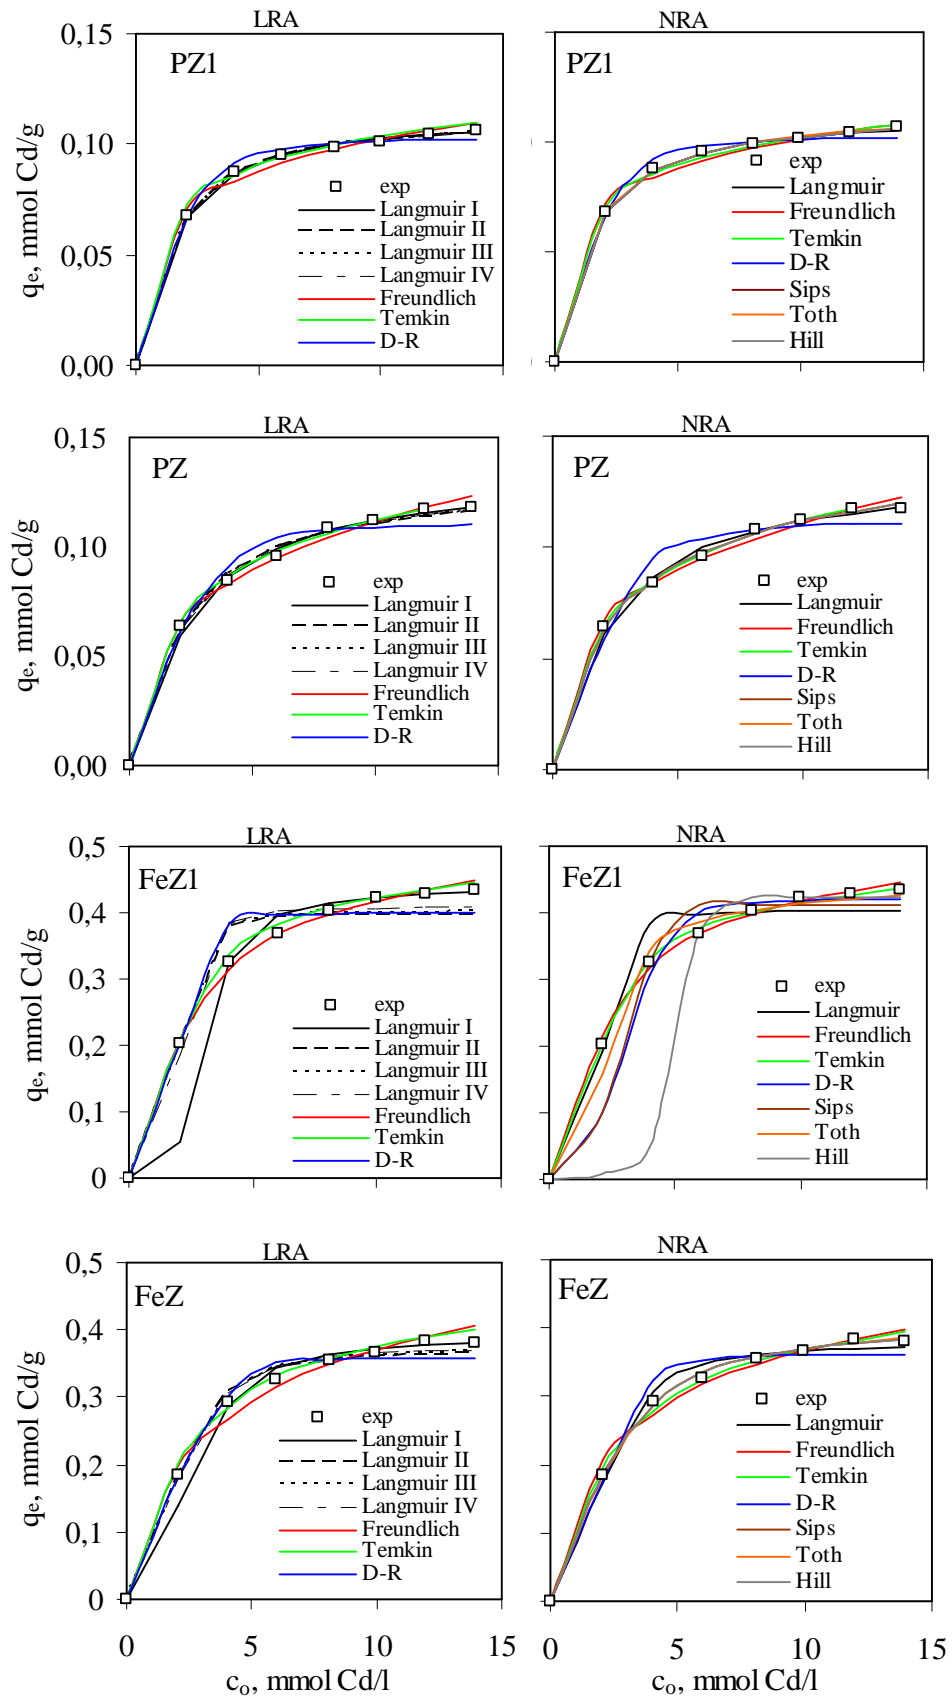 LRA
NRA
0,15
PZ1
PZ1
qe, mmol Cd/g
0,10
exp
Langmuir I
Langmuir II
Langmuir III
Langmuir IV
Freundlich
Temkin
D-R
exp
Langmuir
Freundlich
Temkin
D-R
Sips
Toth
Hill
0,05
0,00
LRA
NRA
0,15
PZ
PZ
qe, mmol Cd/g
0,10
exp
Langmuir I
Langmuir II
Langmuir III
Langmuir IV
Freundlich
Temkin
D-R
exp
Langmuir
Freundlich
Temkin
D-R
Sips
Toth
Hill
0,05
0,00
LRA
NRA
0,5
FeZ1
FeZ1
qe, mmol Cd/g
0,4
0,3
exp
Langmuir I
Langmuir II
Langmuir III
Langmuir IV
Freundlich
Temkin
D-R
exp
Langmuir
Freundlich
Temkin
D-R
Sips
Toth
Hill
0,2
0,1
0
LRA
NRA
0,5
FeZ
FeZ
qe, mmol Cd/g
0,4
0,3
exp
Langmuir I
Langmuir II
Langmuir III
Langmuir IV
Freundlich
Temkin
D-R
exp
Langmuir
Freundlich
Temkin
D-R
Sips
Toth
Hill
0,2
0,1
0
0 5 10 15
0 5 10 15
co, mmol Cd/l
co, mmol Cd/l